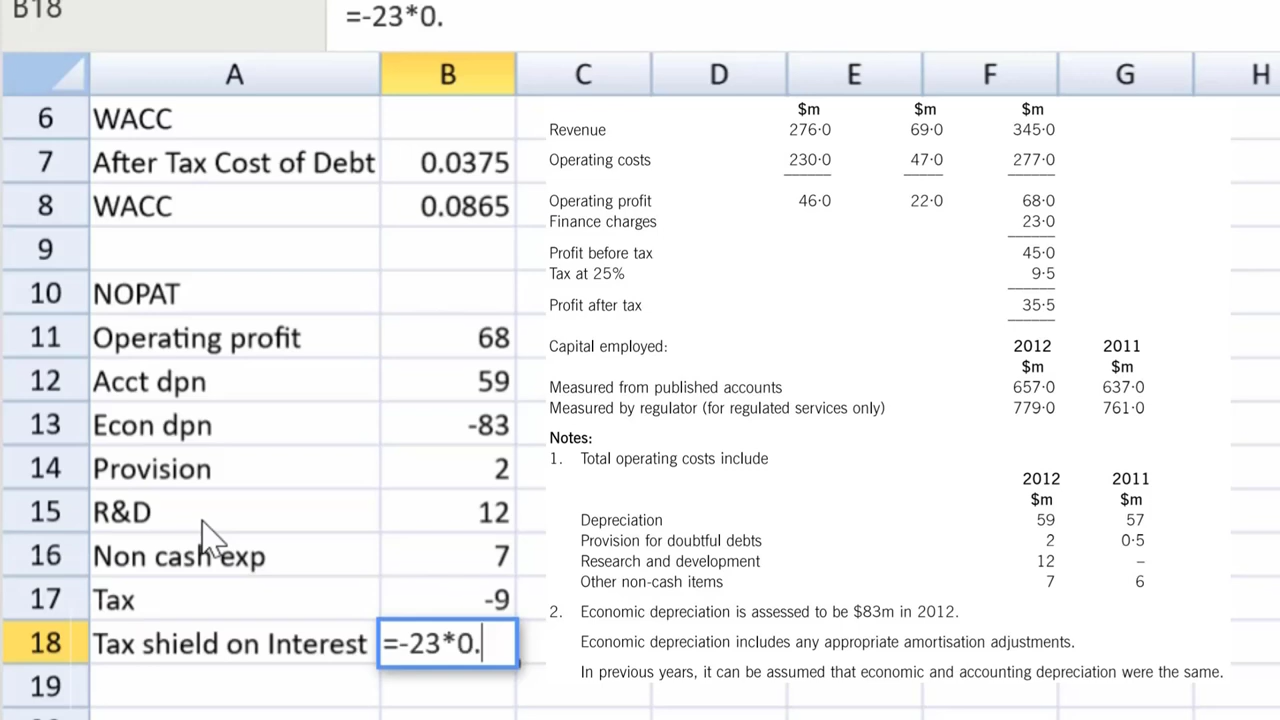 B18 =-23*0.
A B C D E F G H
6 WACC
7 After Tax Cost of Debt 0.0375
8 WACC 0.0865
9
10 NOPAT
11 Operating profit 68
12 Acct dpn 59
13 Econ dpn -83
14 Provision 2
15 R&D 12
16 Non cash exp 7
17 Tax -9
18 Tax shield on Interest =-23*0.
19
$m $m $m
Revenue 276·0 69·0 345·0
Operating costs 230·0 47·0 277·0
Operating profit 46·0 22·0 68·0
Finance charges 23·0
Profit before tax 45·0
Tax at 25% 9·5
Profit after tax 35·5
Capital employed: 2012 2011
$m $m
Measured from published accounts 657·0 637·0
Measured by regulator (for regulated services only) 779·0 761·0
Notes:
1. Total operating costs include
2012 2011
$m $m
Depreciation 59 57
Provision for doubtful debts 2 0·5
Research and development 12 –
Other non-cash items 7 6
2. Economic depreciation is assessed to be $83m in 2012.
Economic depreciation includes any appropriate amortisation adjustments.
In previous years, it can be assumed that economic and accounting depreciation were the same.